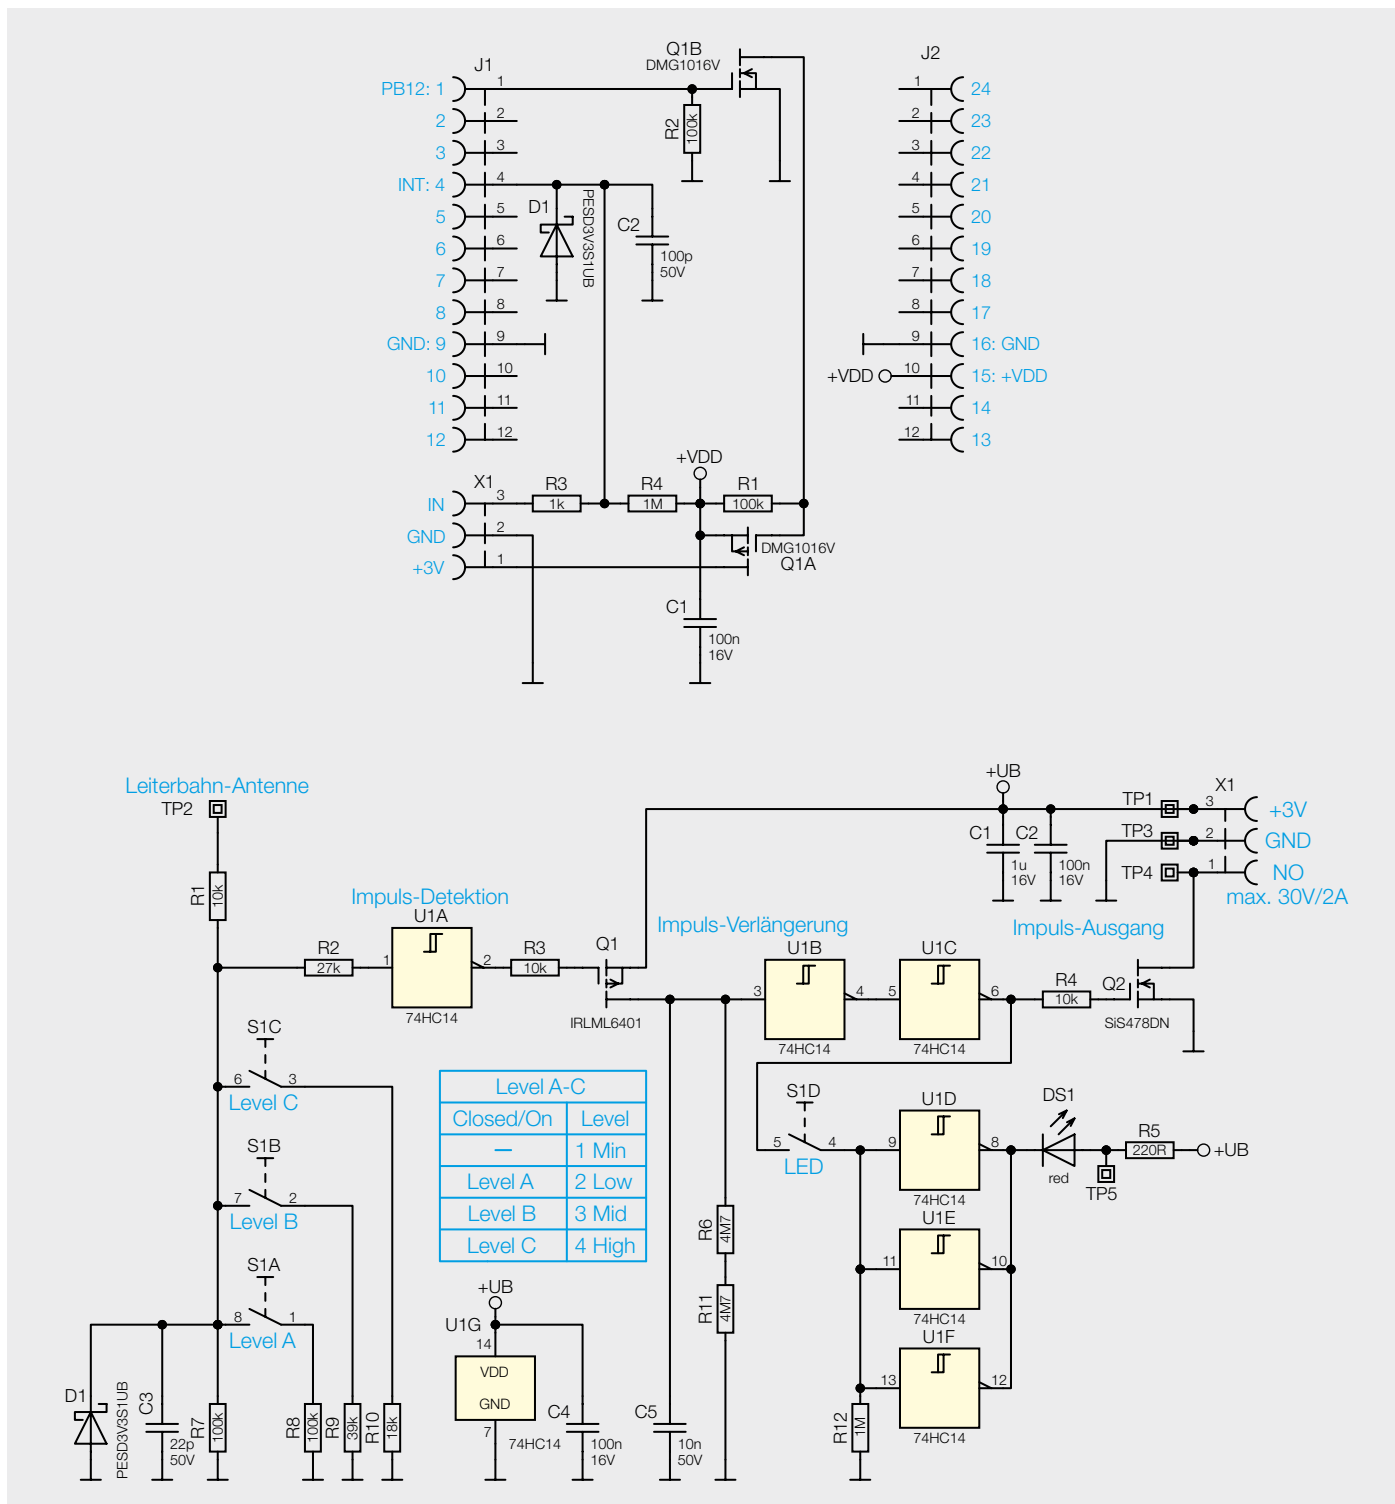 Q1B
DMG1016V
J1
J2
PB12: 1
1
2
2
3
3
INT: 4
4
5
5
6
6
7
7
8
8
GND: 9
9
10
10
11
11
12
12
R2
100k
D1
PESD3V3S1UB
C2
100p
50V
1
24
2
23
3
22
4
21
5
20
6
19
7
18
8
17
9
16: GND
+VDD
10
15: +VDD
11
14
12
13
+VDD
X1
IN
3
GND
2
+3V
1
R3
1k
R4
1M
R1
100k
DMG1016V
Q1A
C1
100n
16V
Leiterbahn-Antenne
TP2
R1
10k
Impuls-Detektion
U1A
R2
27k
1
2
74HC14
R3
10k
Q1
IRLML6401
+UB
C1
1u
16V
C2
100n
16V
TP1
TP3
TP4
X1
3
+3V
2
GND
1
NO
max. 30V/2A
Impuls-Verlängerung
U1B
3
4
74HC14
U1C
5
6
74HC14
Impuls-Ausgang
R4
10k
Q2
SiS478DN
S1C
6
3
Level C
S1B
7
2
Level B
S1A
8
1
Level A
Level A-C
Closed/On Level
– 1 Min
Level A 2 Low
Level B 3 Mid
Level C 4 High
S1D
5
4
LED
U1D
9
8
74HC14
U1E
11
10
74HC14
U1F
13
12
74HC14
DS1
red
TP5
R5
220R
+UB
R6
4M7
R11
4M7
+UB
U1G
14
VDD
GND
7
74HC14
C4
100n
16V
C5
10n
50V
R12
1M
D1
PESD3V3S1UB
C3
22p
50V
R7
100k
R8
100k
R9
39k
R10
18k